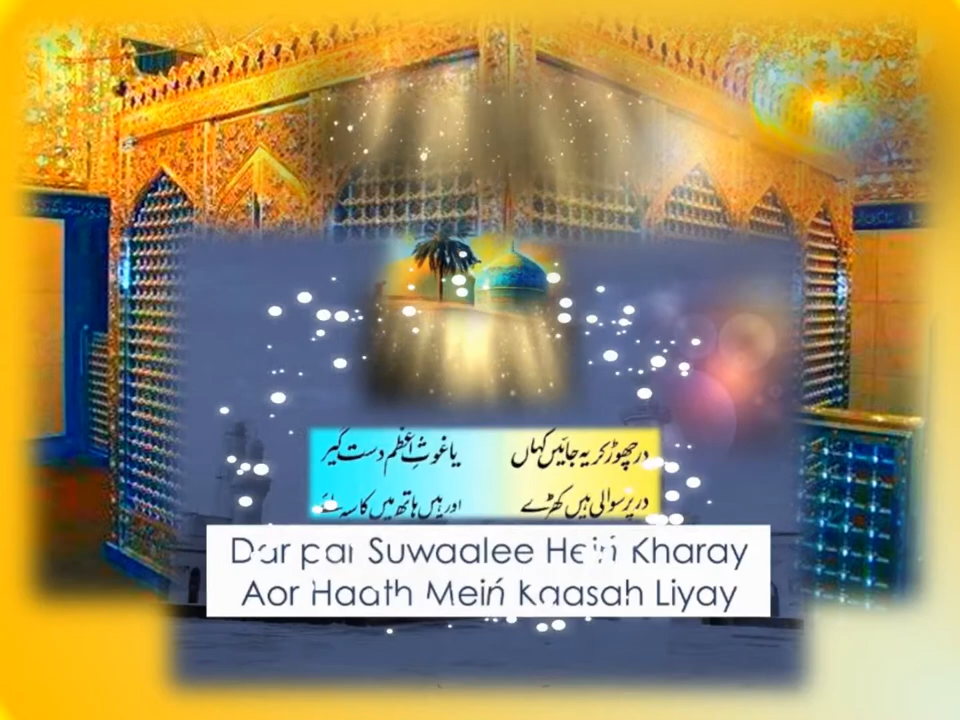 در چھوڑ کر یہ جائیں کہاں یا غوثِ اعظم دست گیر
در پر سوالی ہیں کھڑے اور ہیں ہاتھ میں کاسہ لئے
Dar par Suwaalee Heiń Kharay
Aor Haath Meiń Kaasah Liyay